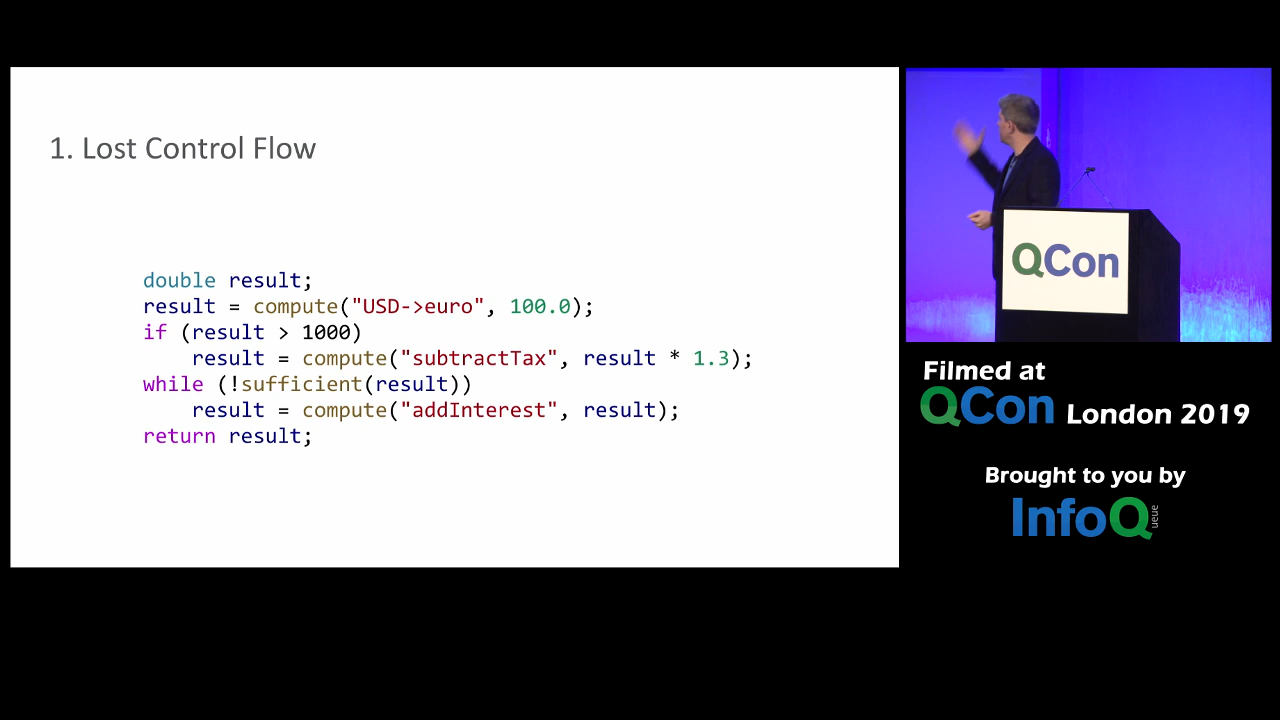 1. Lost Control Flow
double result;
result = compute("USD->euro", 100.0);
if (result > 1000)
result = compute("subtractTax", result * 1.3);
while (!sufficient(result))
result = compute("addInterest", result);
return result;
QCon
Filmed at
QCon London 2019
Brought to you by
InfoQ
ueue